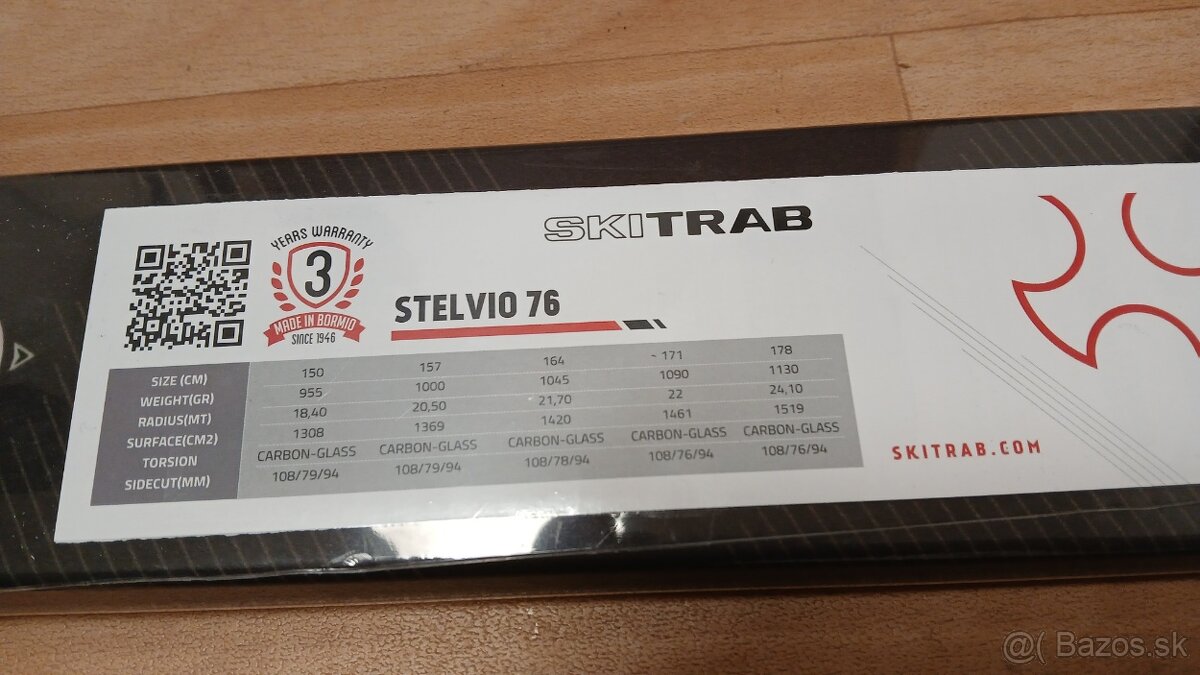 SKITRAB
YEARS WARRANTY
3
MADE IN BORMIO
SINCE 1946
STELVIO 76
SIZE (CM) 150 157 164 - 171 178
WEIGHT(GR) 955 1000 1045 1090 1130
RADIUS(MT) 18,40 20,50 21,70 22 24,10
SURFACE(CM2) 1308 1369 1420 1461 1519
TORSION CARBON-GLASS CARBON-GLASS CARBON-GLASS CARBON-GLASS CARBON-GLASS
SIDECUT(MM) 108/79/94 108/79/94 108/78/94 108/76/94 108/76/94
SKITRAB.COM
@( Bazos.sk